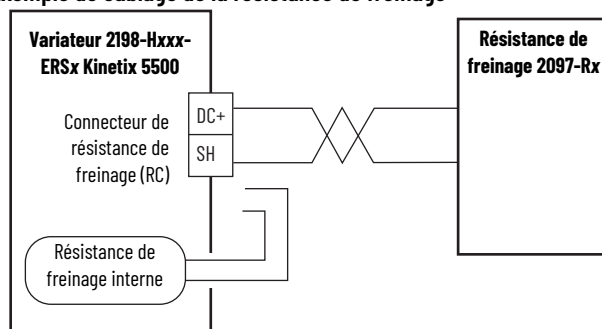 Exemple de câblage de la résistance de freinage
Variateur 2198-Hxxx-
ERSx Kinetix 5500
Résistance de
freinage 2097-Rx
Connecteur de
résistance de
freinage (RC)
DC+
SH
Résistance de
freinage interne